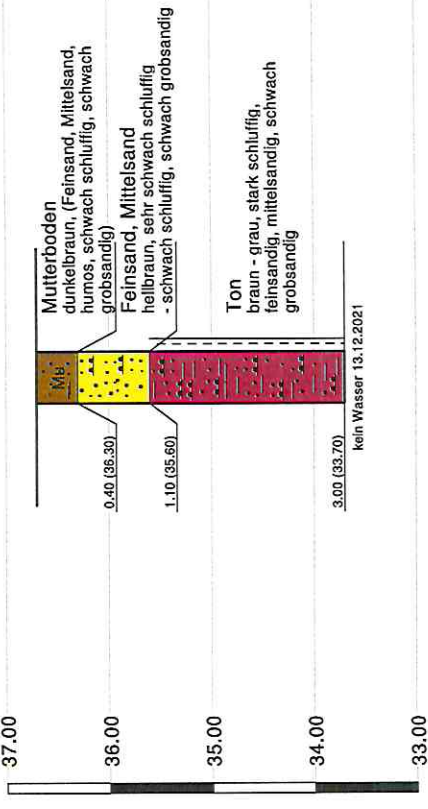 37.00
36.00
35.00
34.00
33.00
0.40 (36.30)
1.10 (35.60)
3.00 (33.70)
kein Wasser 13.12.2021
Mu
Mutterboden
dunkelbraun, (Feinsand, Mittelsand,
humos, schwach schluffig, schwach
grobsandig)
Feinsand, Mittelsand
hellbraun, sehr schwach schluffig
- schwach schluffig, schwach grobsandig
Ton
braun - grau, stark schluffig,
feinsandig, mittelsandig, schwach
grobsandig